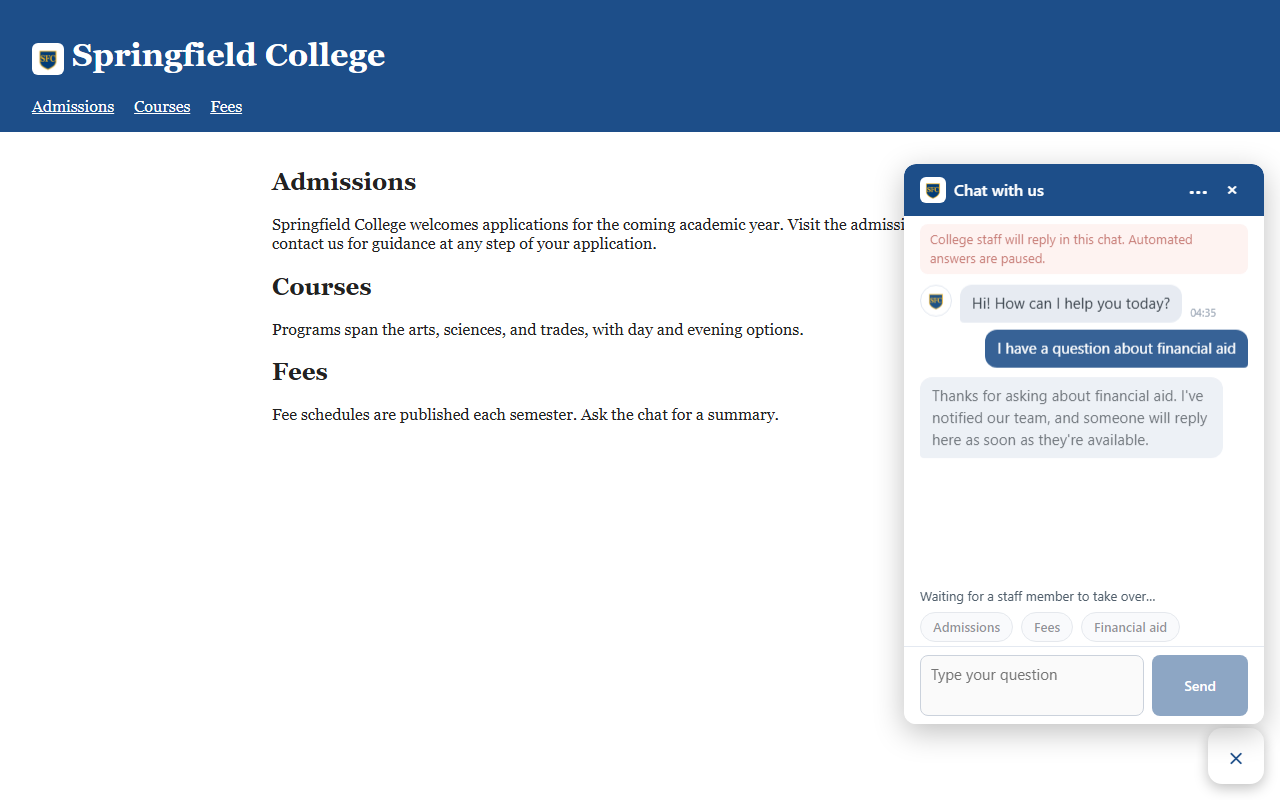 SFC Springfield College
Admissions Courses Fees
Admissions
Springfield College welcomes applications for the coming academic year. Visit the admissi
contact us for guidance at any step of your application.
Courses
Programs span the arts, sciences, and trades, with day and evening options.
Fees
Fee schedules are published each semester. Ask the chat for a summary.
SFC Chat with us
College staff will reply in this chat. Automated
answers are paused.
SFC Hi! How can I help you today? 04:35
I have a question about financial aid
Thanks for asking about financial aid. I've
notified our team, and someone will reply
here as soon as they're available.
Waiting for a staff member to take over...
Admissions Fees Financial aid
Type your question Send